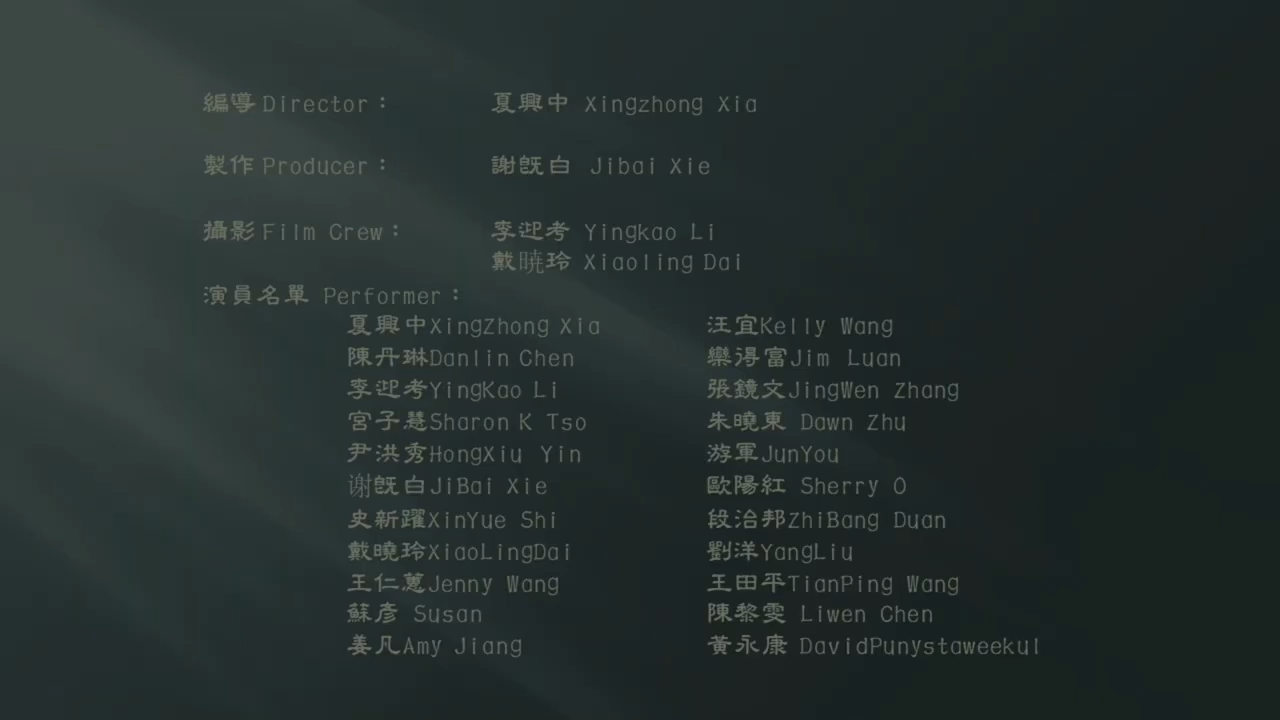 編導 Director： 夏興中 Xingzhong Xia
製作 Producer： 謝旣白 Jibai Xie
攝影 Film Crew： 李迎考 Yingkao Li
戴曉玲 Xiaoling Dai
演員名單 Performer：
夏興中XingZhong Xia 汪宜Kelly Wang
陳丹琳Danlin Chen 欒得富Jim Luan
李迎考YingKao Li 張鏡文JingWen Zhang
宮子慧Sharon K Tso 朱曉東 Dawn Zhu
尹洪秀HongXiu Yin 游軍JunYou
谢旣白JiBai Xie 歐陽紅 Sherry O
史新躍XinYue Shi 段治邦ZhiBang Duan
戴曉玲XiaoLingDai 劉洋YangLiu
王仁蔥Jenny Wang 王田平TianPing Wang
蘇彥 Susan 陳黎雯 Liwen Chen
姜凡Amy Jiang 黃永康 DavidPunystaweekul